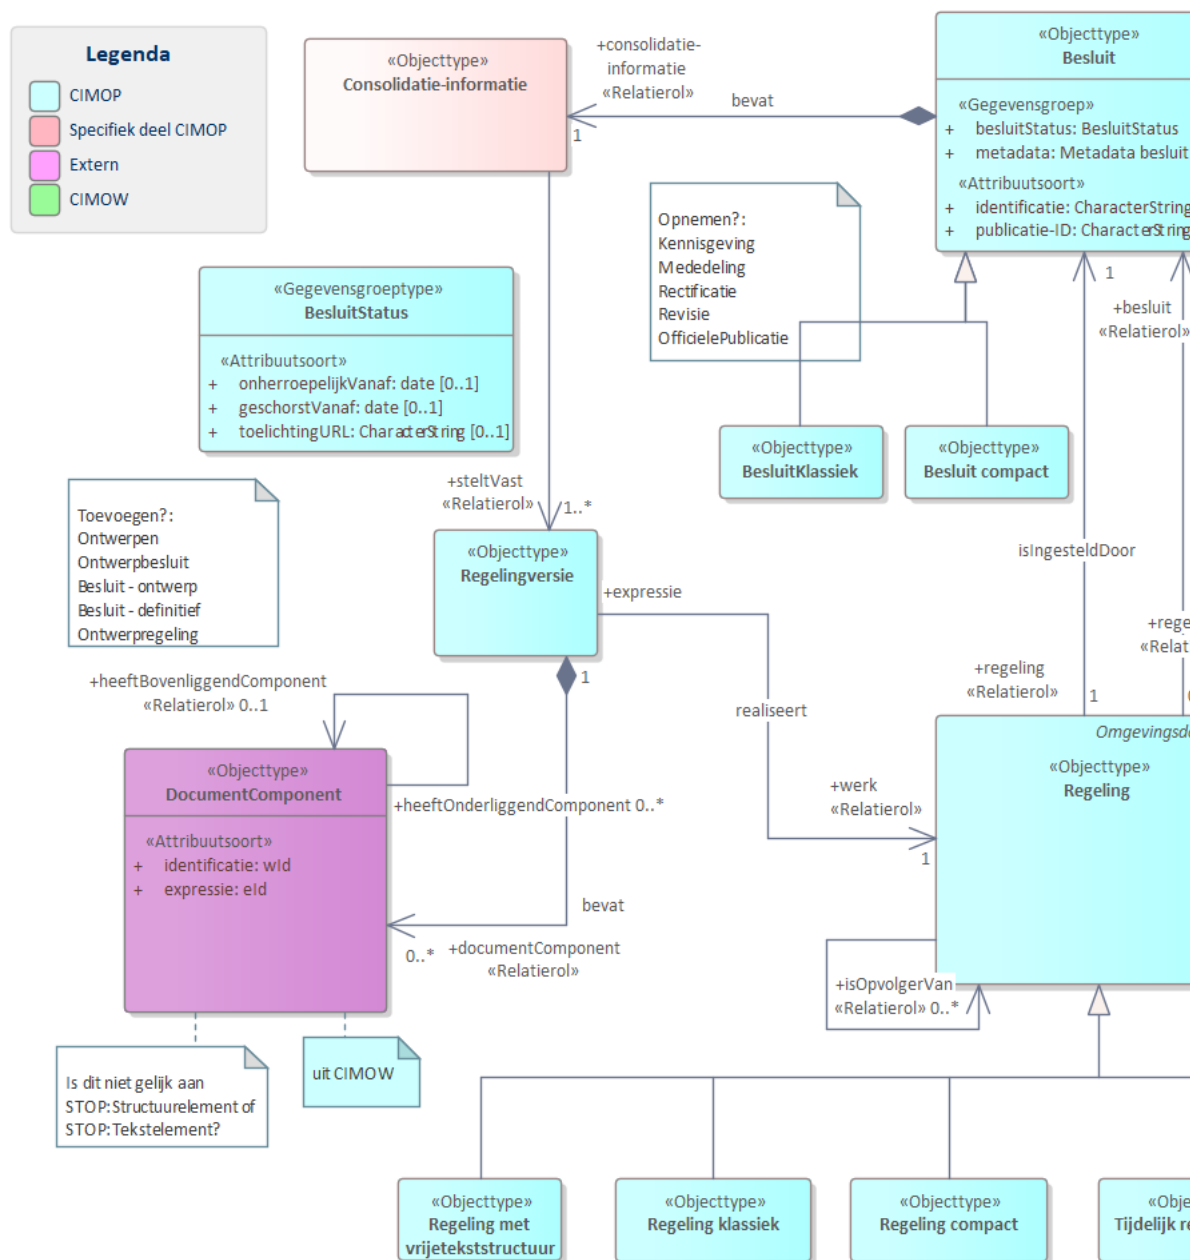 Legenda
CIMOP
Specifiek deel CIMOP
Extern
CIMOW
«Objecttype»
Consolidatie-informatie
+consolidatie-
informatie
«Relatierol»
bevat
1
«Objecttype»
Besluit
«Gegevensgroep»
+ besluitStatus: BesluitStatus
+ metadata: Metadata besluit
«Attribuutsoort»
+ identificatie: CharacterString
+ publicatie-ID: CharacterString
Opnemen?:
Kennisgeving
Mededeling
Rectificatie
Revisie
OfficielePublicatie
«Gegevensgroeptype»
BesluitStatus
«Attribuutsoort»
+ onherroepelijkVanaf: date [0..1]
+ geschorstVanaf: date [0..1]
+ toelichtingURL: CharacterString [0..1]
1
+besluit
«Relatierol»
«Objecttype»
BesluitKlassiek
«Objecttype»
Besluit compact
+steltVast
«Relatierol»
1..*
Toevoegen?:
Ontwerpen
Ontwerpbesluit
Besluit - ontwerp
Besluit - definitief
Ontwerpregeling
«Objecttype»
Regelingversie
+expressie
isIngesteldDoor
1
realiseert
+regeling
«Relatierol»
1
+heeftBovenliggendComponent
«Relatierol» 0..1
«Objecttype»
DocumentComponent
«Attribuutsoort»
+ identificatie: wId
+ expressie: eId
+heeftOnderliggendComponent 0..*
+werk
«Relatierol»
1
«Objecttype»
Regeling
bevat
0..*
+documentComponent
«Relatierol»
+isOpvolgerVan
«Relatierol» 0..*
Is dit niet gelijk aan
STOP:Structuurelement of
STOP:Tekstelement?
uit CIMOW
«Objecttype»
Regeling met
vrijetekststructuur
«Objecttype»
Regeling klassiek
«Objecttype»
Regeling compact
Tijdelijk